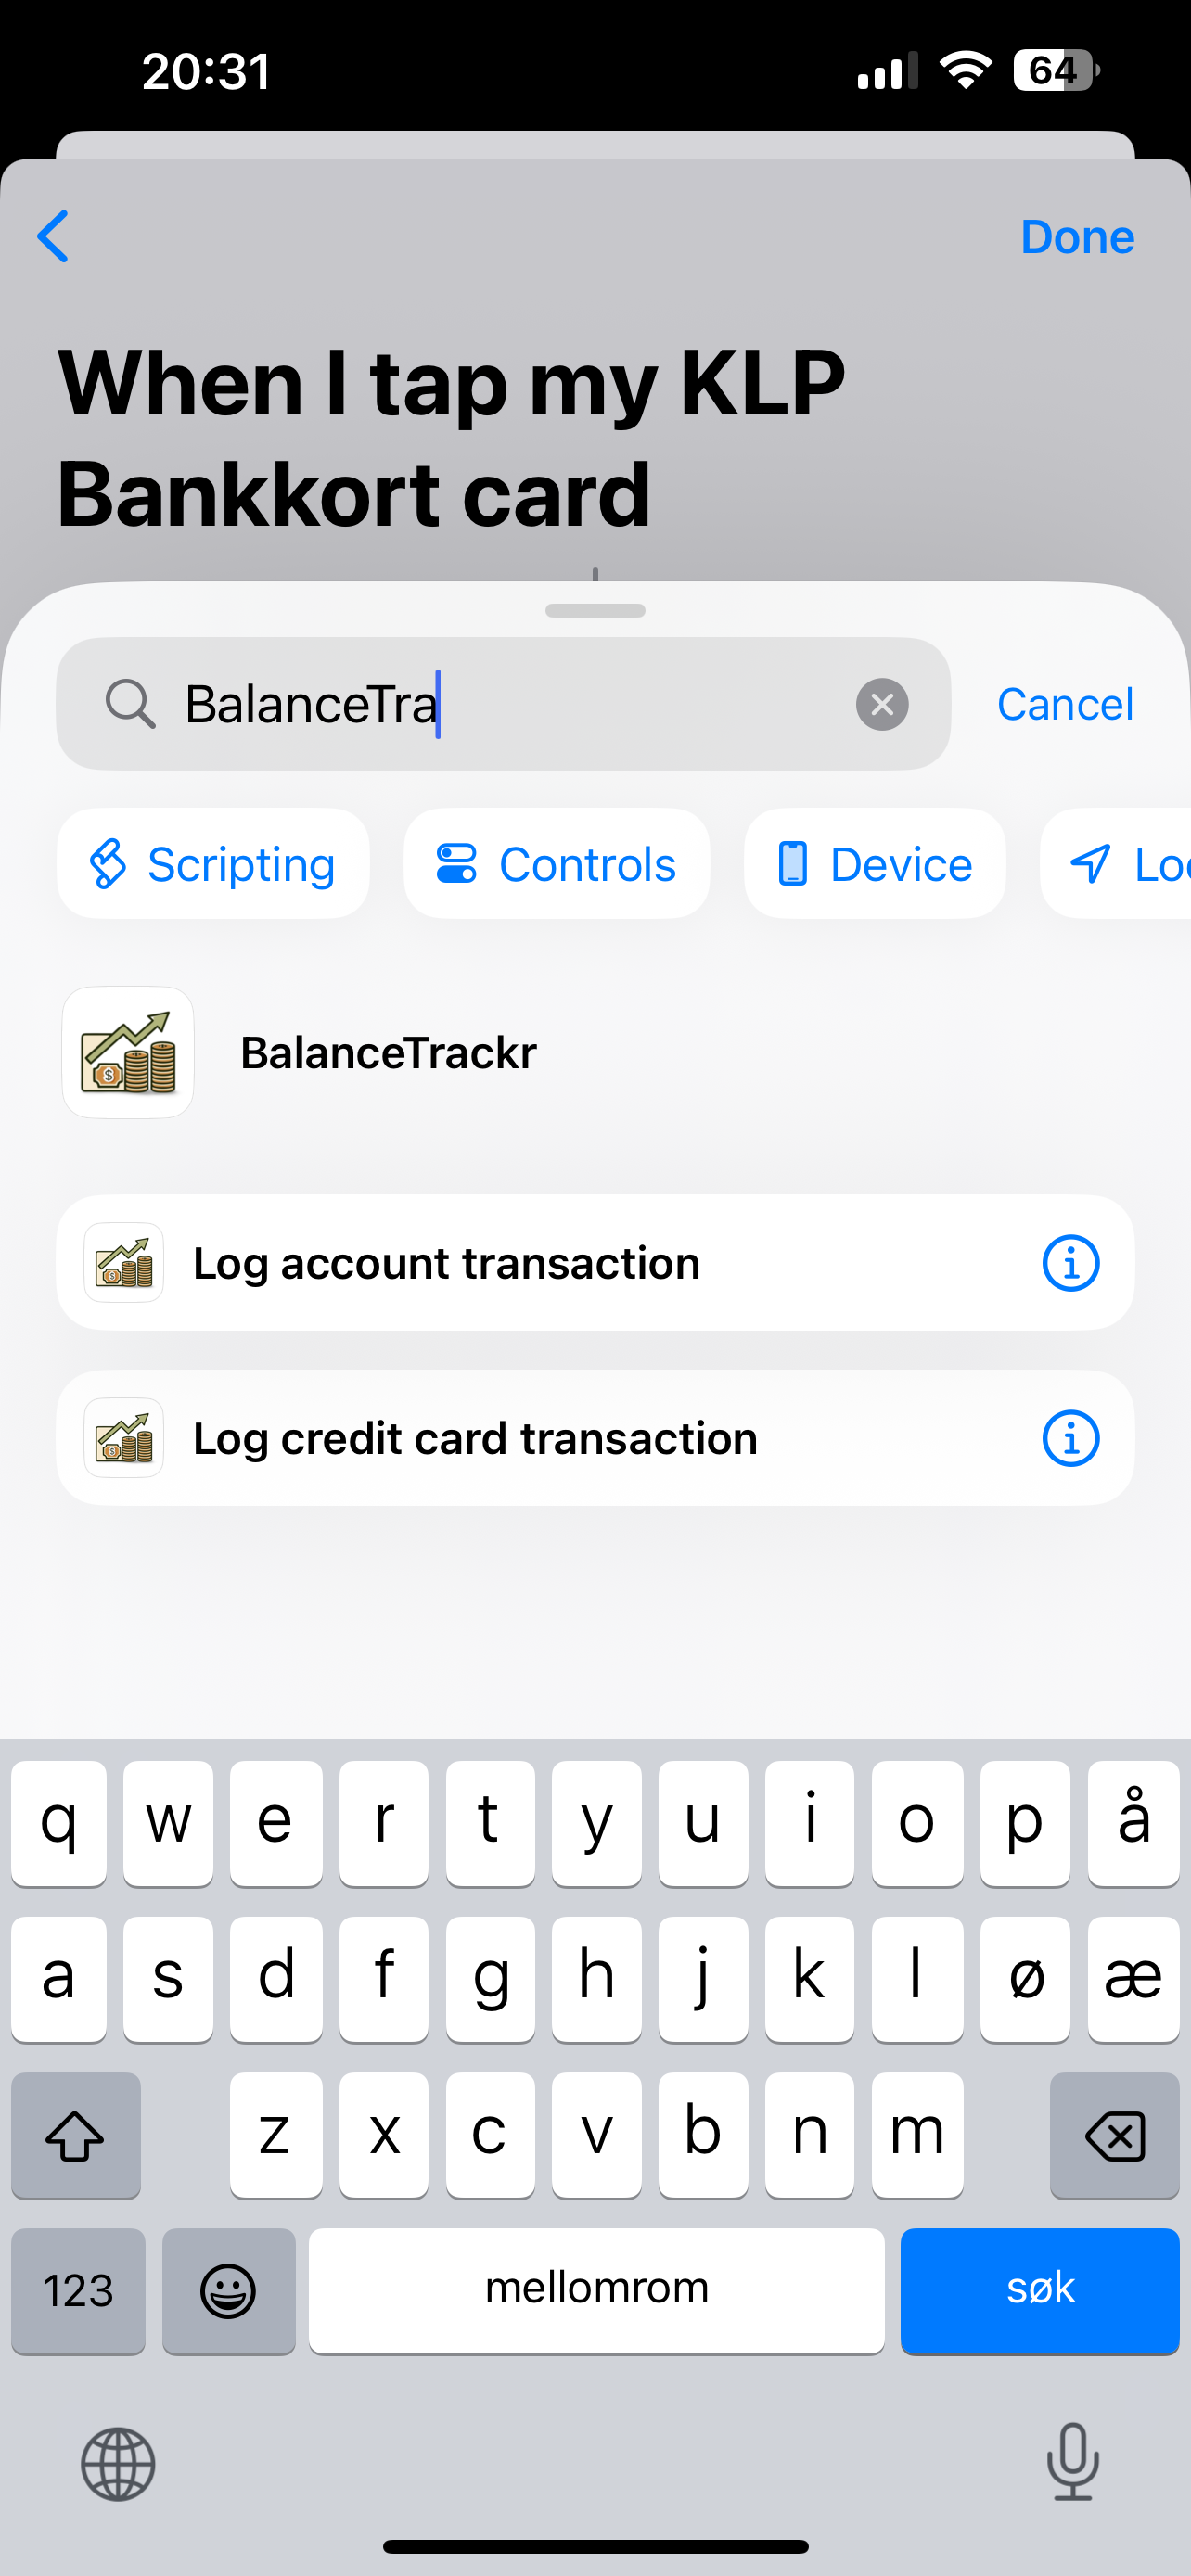 20:31
64
Done
When I tap my KLP
Bankkort card
BalanceTra
Cancel
Scripting
Controls
Device
Loc
BalanceTrackr
Log account transaction
Log credit card transaction
q w e r t y u i o p å
a s d f g h j k l ø æ
z x c v b n m
123
mellomrom
søk